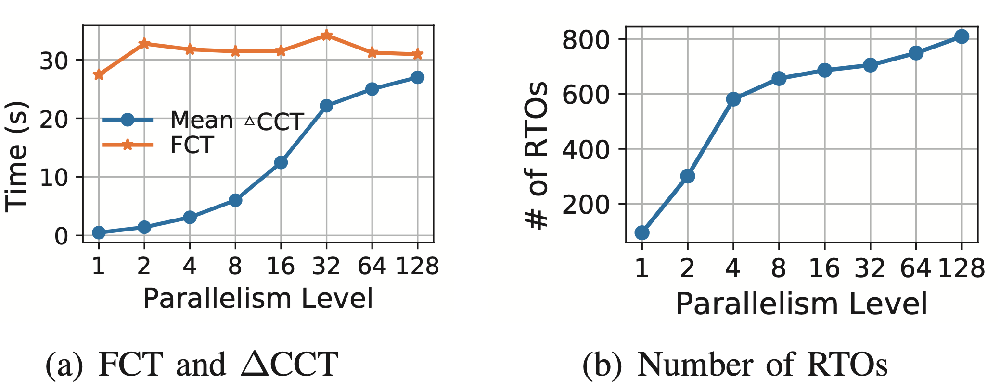 30
20
10
0
Time (s)
Mean △CCT
FCT
1 2 4 8 16 32 64 128
Parallelism Level
(a) FCT and ΔCCT
800
600
400
200
# of RTOs
1 2 4 8 16 32 64 128
Parallelism Level
(b) Number of RTOs